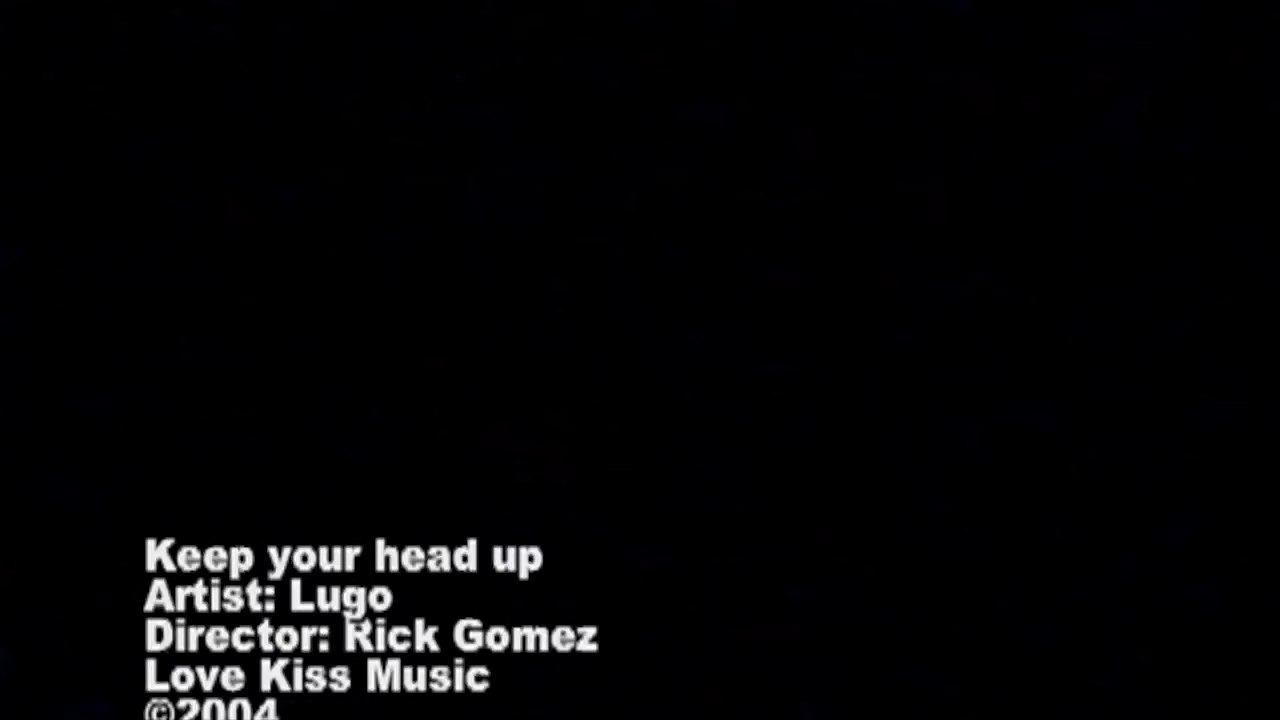 Keep your head up
Artist: Lugo
Director: Rick Gomez
Love Kiss Music
©2004